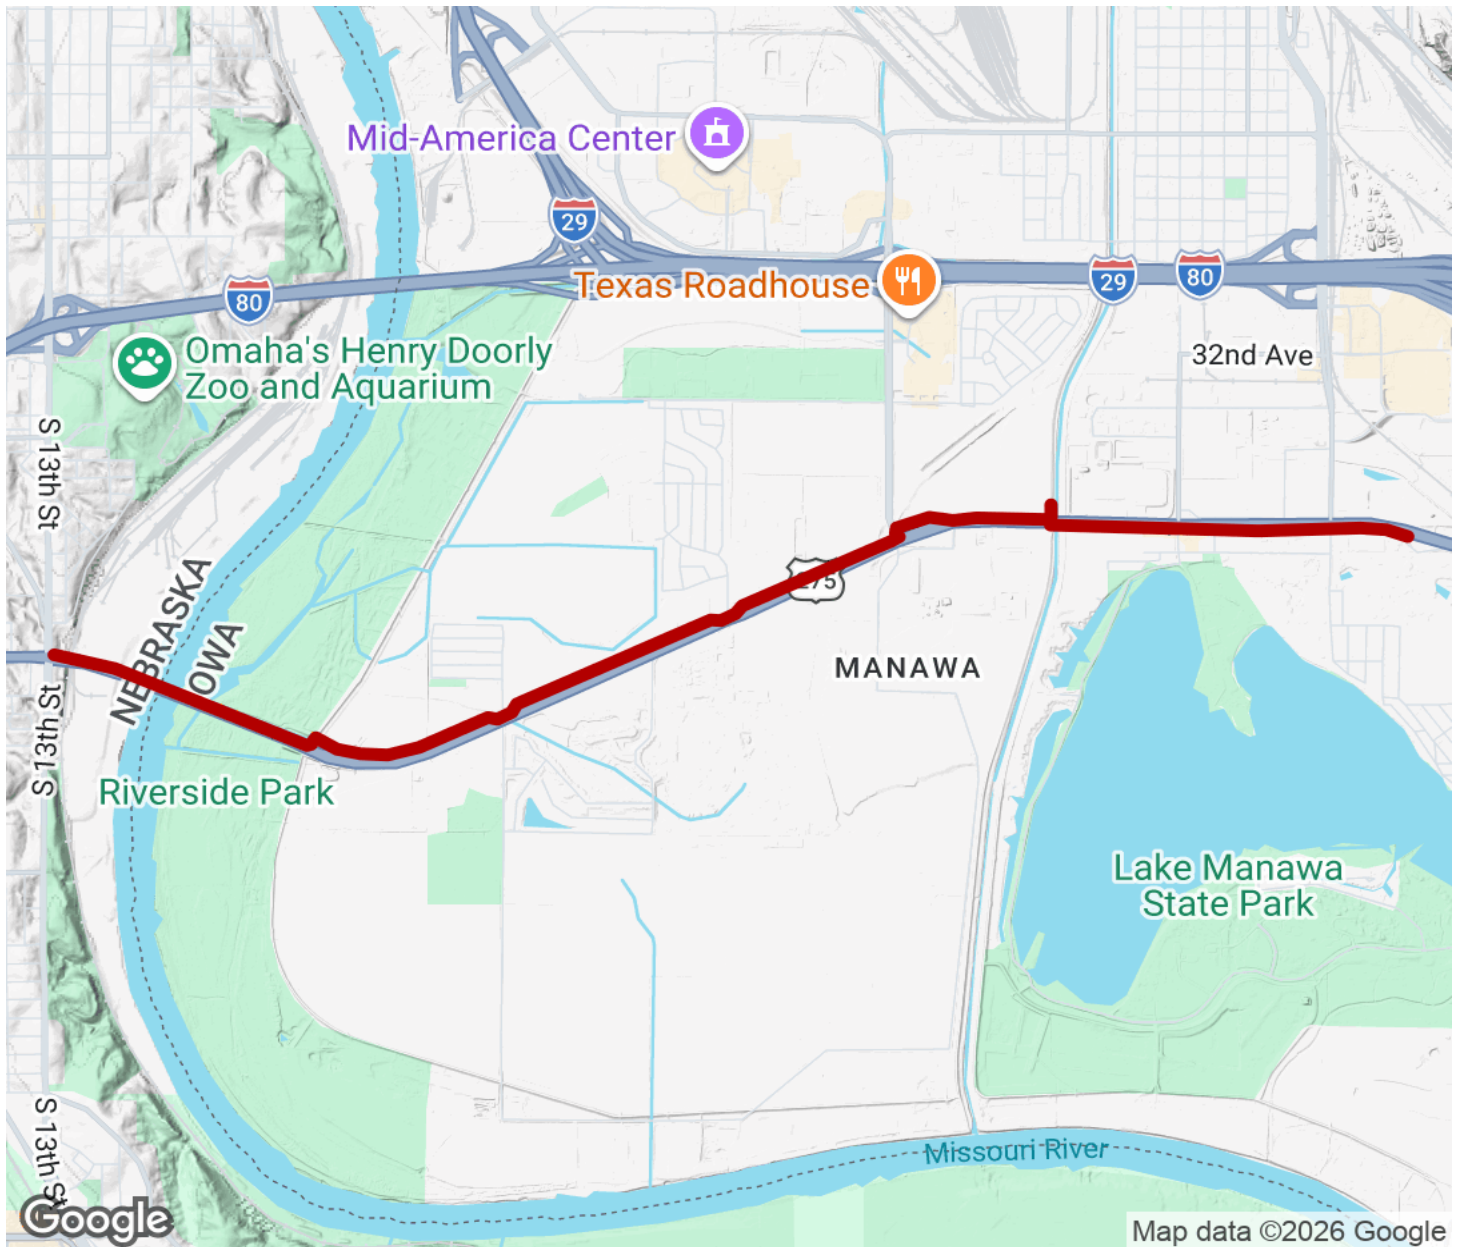 Mid-America Center
29
Texas Roadhouse
80
29
80
Omaha's Henry Doorly
Zoo and Aquarium
32nd Ave
S 13th St
NEBRASKA
IOWA
275
MANAWA
S 13th St
Riverside Park
Lake Manawa
State Park
S 13th St
Missouri River
Google
Map data ©2026 Google